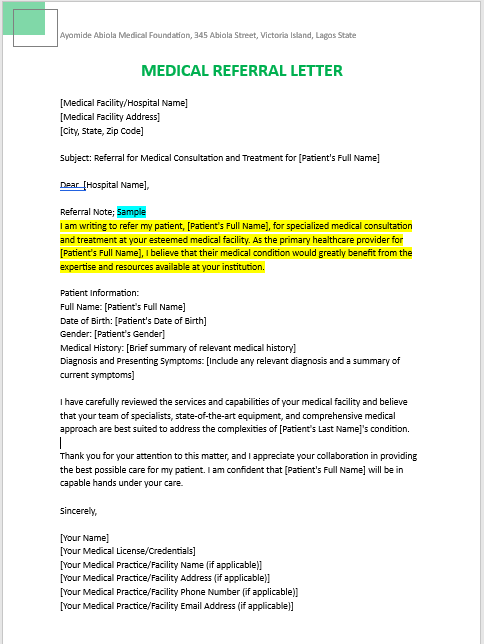 Ayomide Abiola Medical Foundation, 345 Abiola Street, Victoria Island, Lagos State
MEDICAL REFERRAL LETTER
[Medical Facility/Hospital Name]
[Medical Facility Address]
[City, State, Zip Code]
Subject: Referral for Medical Consultation and Treatment for [Patient's Full Name]
Dear [Hospital Name],
Referral Note; Sample
I am writing to refer my patient, [Patient's Full Name], for specialized medical consultation
and treatment at your esteemed medical facility. As the primary healthcare provider for
[Patient's Full Name], I believe that their medical condition would greatly benefit from the
expertise and resources available at your institution.
Patient Information:
Full Name: [Patient's Full Name]
Date of Birth: [Patient's Date of Birth]
Gender: [Patient's Gender]
Medical History: [Brief summary of relevant medical history]
Diagnosis and Presenting Symptoms: [Include any relevant diagnosis and a summary of
current symptoms]
I have carefully reviewed the services and capabilities of your medical facility and believe
that your team of specialists, state-of-the-art equipment, and comprehensive medical
approach are best suited to address the complexities of [Patient's Last Name]'s condition.
Thank you for your attention to this matter, and I appreciate your collaboration in providing
the best possible care for my patient. I am confident that [Patient's Full Name] will be in
capable hands under your care.
Sincerely,
[Your Name]
[Your Medical License/Credentials]
[Your Medical Practice/Facility Name (if applicable)]
[Your Medical Practice/Facility Address (if applicable)]
[Your Medical Practice/Facility Phone Number (if applicable)]
[Your Medical Practice/Facility Email Address (if applicable)]